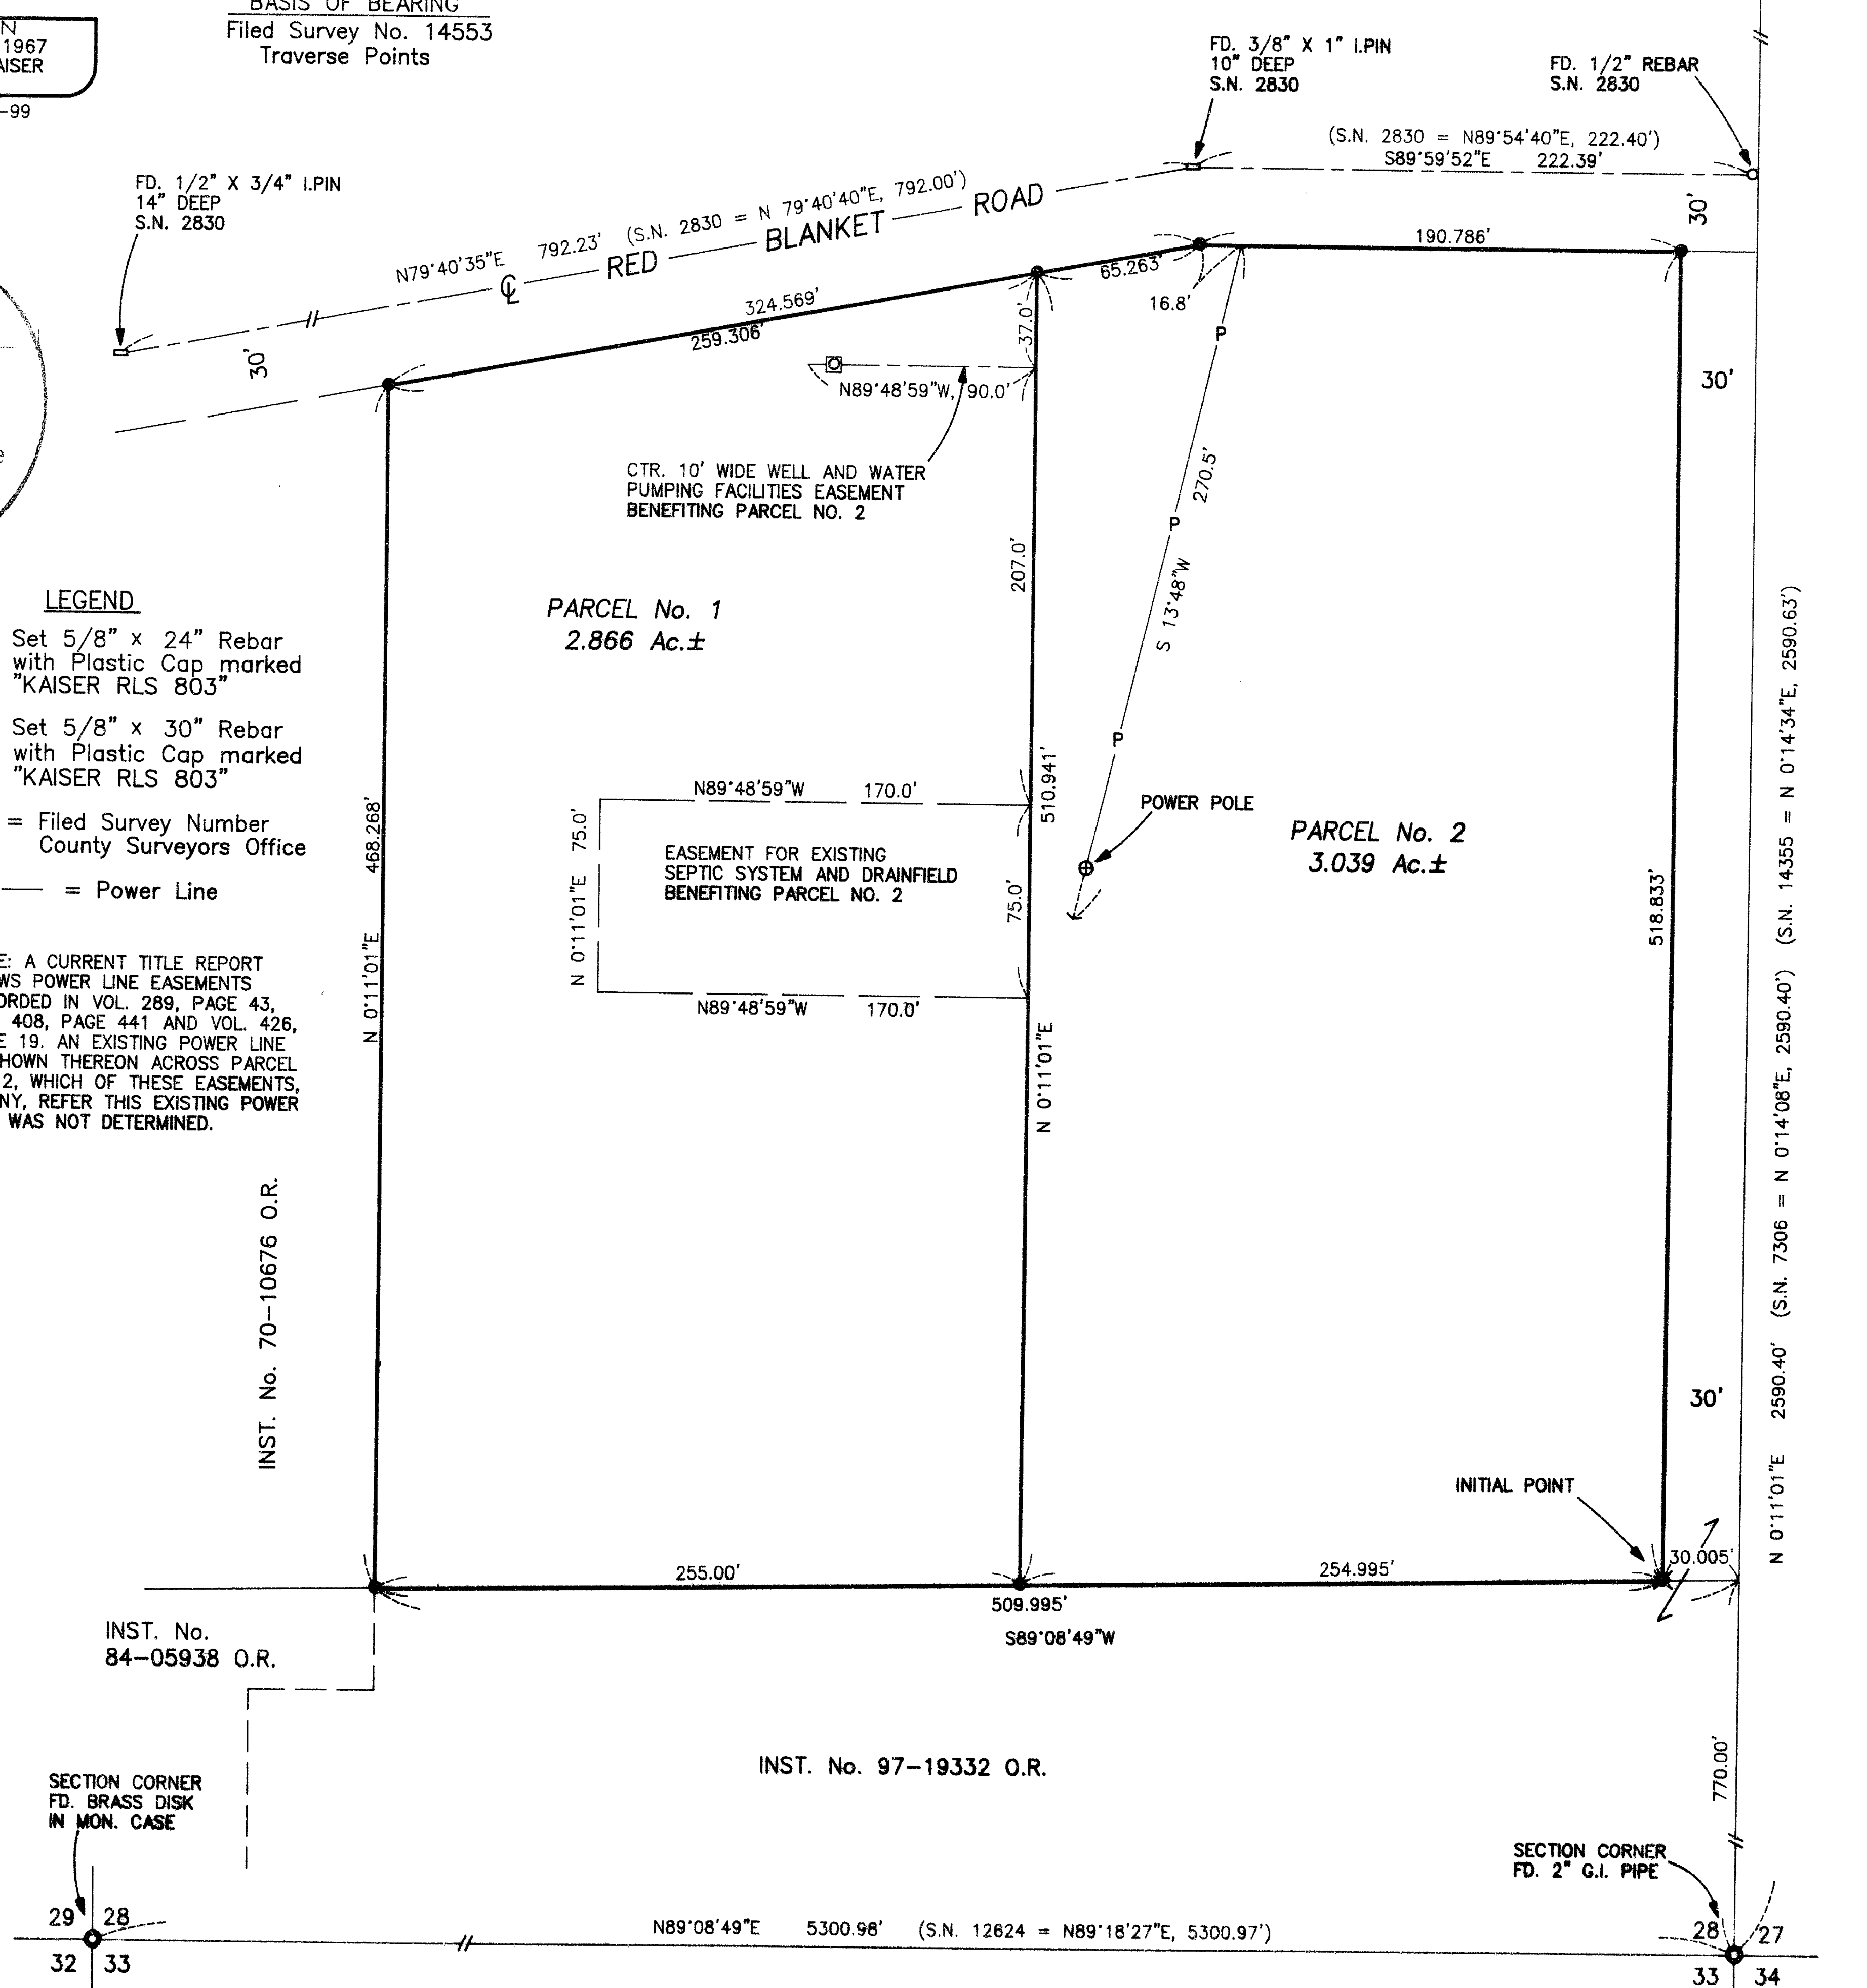 BASIS OF BEARING
Filed Survey No. 14553
Traverse Points
N
1967
AISER
-99
FD. 3/8" X 1" I.PIN
10" DEEP
S.N. 2830
FD. 1/2" REBAR
S.N. 2830
(S.N. 2830 = N89°54'40"E, 222.40')
S89°59'52"E 222.39'
FD. 1/2" X 3/4" I.PIN
14" DEEP
S.N. 2830
N79°40'35"E 792.23' (S.N. 2830 = N 79°40'40"E, 792.00')
℄ RED BLANKET ROAD
30'
30'
190.786'
65.263'
16.8'
324.569'
259.306'
37.0'
30'
P
N89°48'59"W, 90.0'
CTR. 10' WIDE WELL AND WATER
PUMPING FACILITIES EASEMENT
BENEFITING PARCEL NO. 2
270.5'
P
S 13°48"W
P
207.0'
PARCEL No. 1
2.866 Ac.±
LEGEND
Set 5/8" x 24" Rebar
with Plastic Cap marked
"KAISER RLS 803"
Set 5/8" x 30" Rebar
with Plastic Cap marked
"KAISER RLS 803"
= Filed Survey Number
County Surveyors Office
= Power Line
E: A CURRENT TITLE REPORT
WS POWER LINE EASEMENTS
ORDED IN VOL. 289, PAGE 43,
408, PAGE 441 AND VOL. 426,
E 19. AN EXISTING POWER LINE
HOWN THEREON ACROSS PARCEL
2, WHICH OF THESE EASEMENTS,
NY, REFER THIS EXISTING POWER
WAS NOT DETERMINED.
468.268'
N 0°11'01"E
N89°48'59"W 170.0'
N 0°11'01"E 75.0'
EASEMENT FOR EXISTING
SEPTIC SYSTEM AND DRAINFIELD
BENEFITING PARCEL NO. 2
N89°48'59"W 170.0'
510.941'
75.0'
N 0°11'01"E
POWER POLE
PARCEL No. 2
3.039 Ac.±
518.833'
N 0°11'01"E 2590.40' (S.N. 7306 = N 0°14'08"E, 2590.40') (S.N. 14355 = N 0°14'34"E, 2590.63')
INST. No. 70-10676 O.R.
30'
INITIAL POINT
30.005'
255.00'
254.995'
509.995'
S89°08'49"W
INST. No.
84-05938 O.R.
INST. No. 97-19332 O.R.
770.00'
SECTION CORNER
FD. BRASS DISK
IN MON. CASE
SECTION CORNER
FD. 2" G.I. PIPE
29 28
32 33
N89°08'49"E 5300.98' (S.N. 12624 = N89°18'27"E, 5300.97')
28 27
33 34